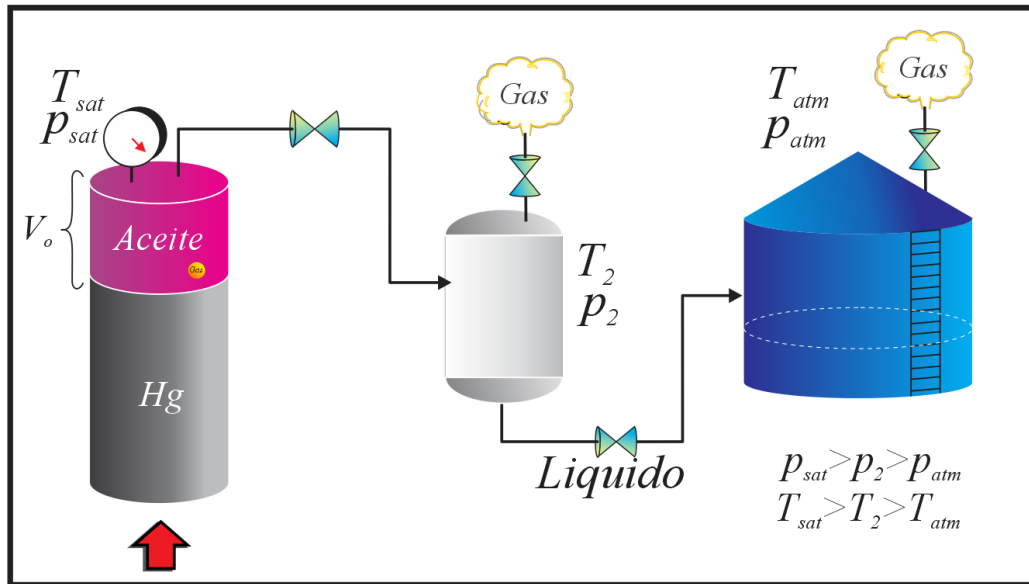 T_sat
p_sat
V_o
Aceite
Gas
Hg
Gas
T_2
p_2
Liquido
Gas
T_atm
p_atm
p_sat>p_2>p_atm
T_sat>T_2>T_atm